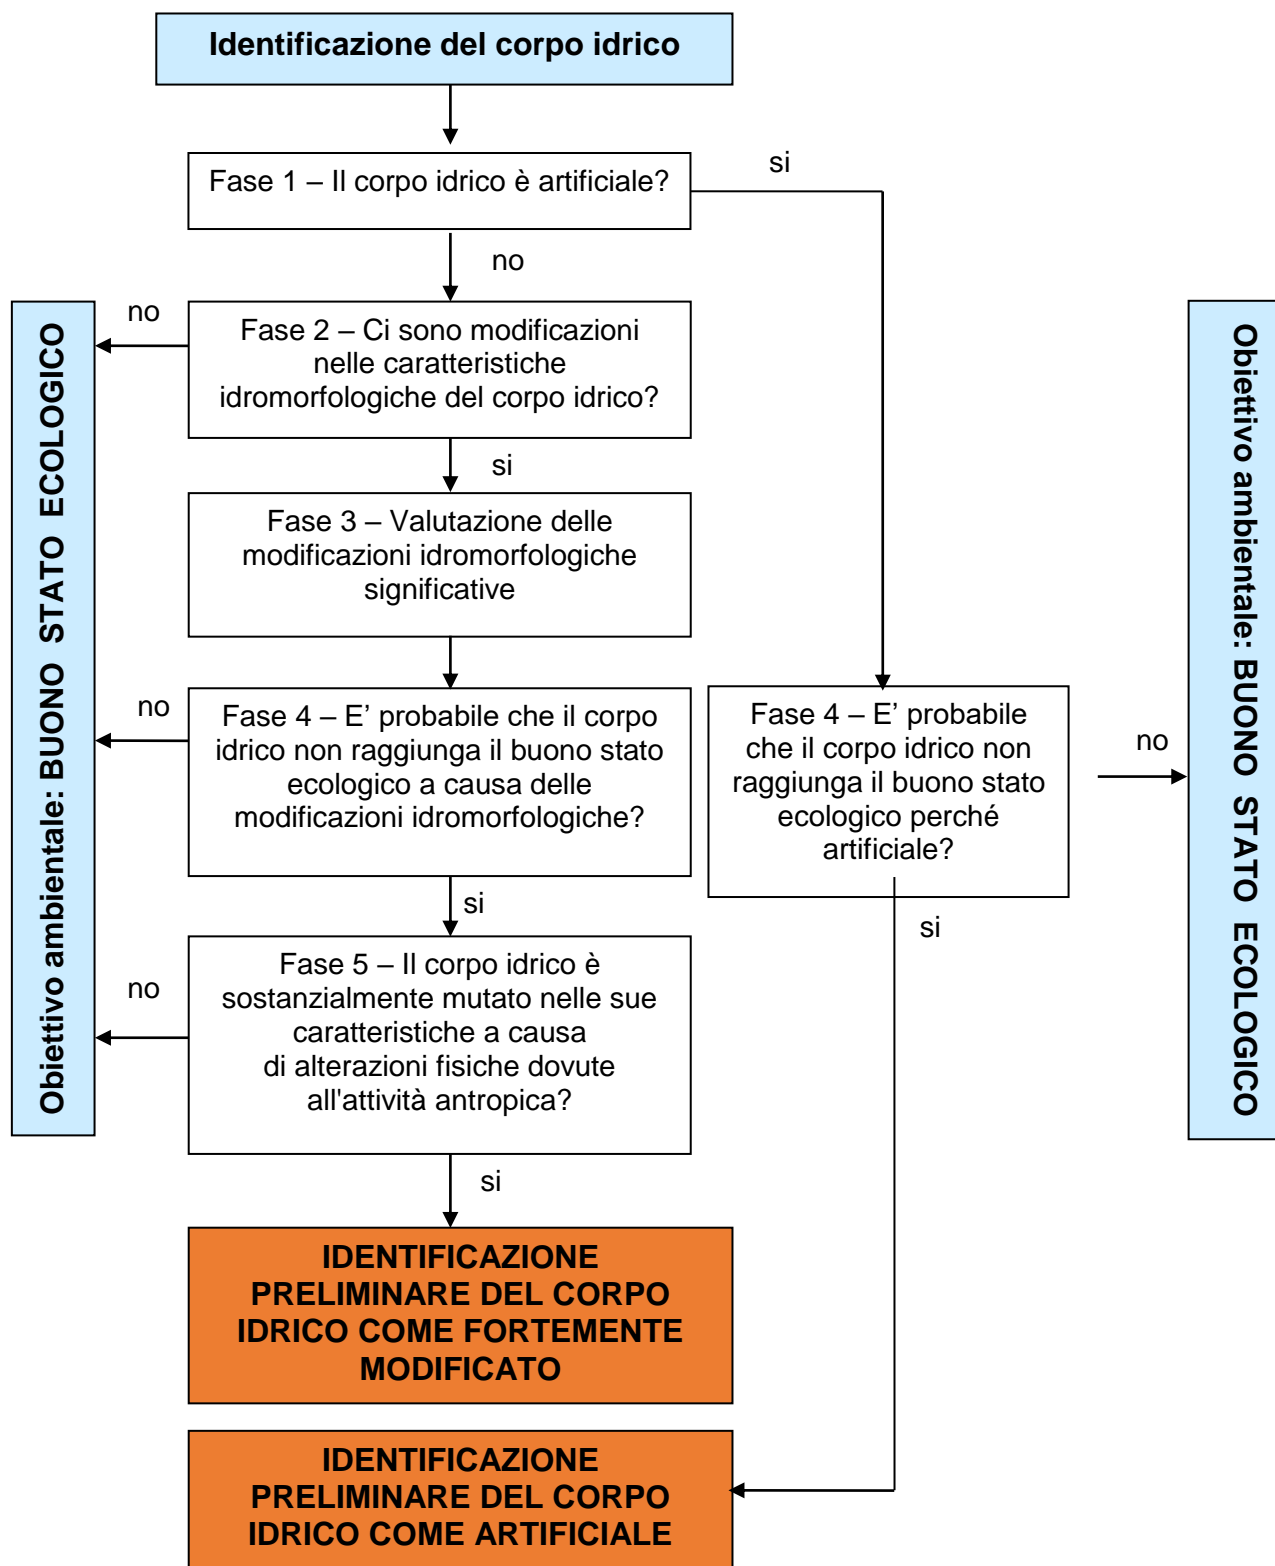 Identificazione del corpo idrico
Fase 1 – Il corpo idrico è artificiale?
si
no
Fase 2 – Ci sono modificazioni
nelle caratteristiche
idromorfologiche del corpo idrico?
no
si
Fase 3 – Valutazione delle
modificazioni idromorfologiche
significative
Fase 4 – E’ probabile che il corpo
idrico non raggiunga il buono stato
ecologico a causa delle
modificazioni idromorfologiche?
no
si
Fase 5 – Il corpo idrico è
sostanzialmente mutato nelle sue
caratteristiche a causa
di alterazioni fisiche dovute
all'attività antropica?
no
si
Obiettivo ambientale: BUONO STATO ECOLOGICO
Fase 4 – E’ probabile
che il corpo idrico non
raggiunga il buono stato
ecologico perché
artificiale?
no
si
Obiettivo ambientale: BUONO STATO ECOLOGICO
IDENTIFICAZIONE
PRELIMINARE DEL CORPO
IDRICO COME FORTEMENTE
MODIFICATO
IDENTIFICAZIONE
PRELIMINARE DEL CORPO
IDRICO COME ARTIFICIALE